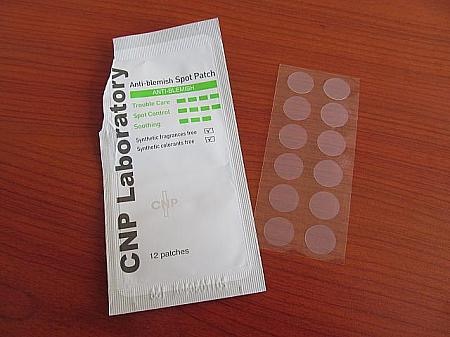 CNP Laboratory
Anti-blemish Spot Patch
ANTI-BLEMISH
Trouble Care
Spot Control
Soothing
Synthetic fragrances free
Synthetic colorants free
CNP
12 patches